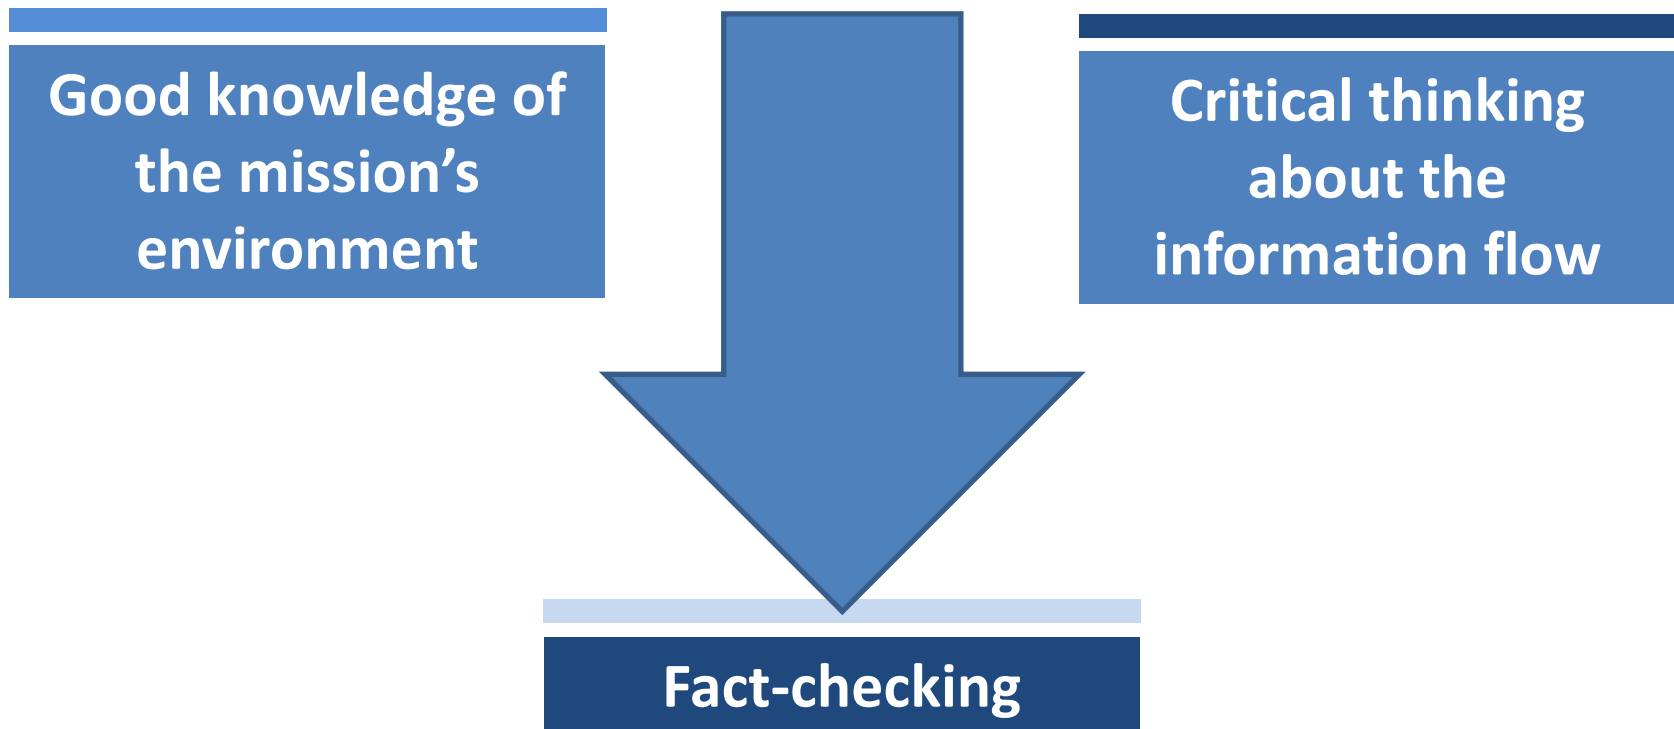 Good knowledge of
the mission’s
environment
Critical thinking
about the
information flow
Fact-checking